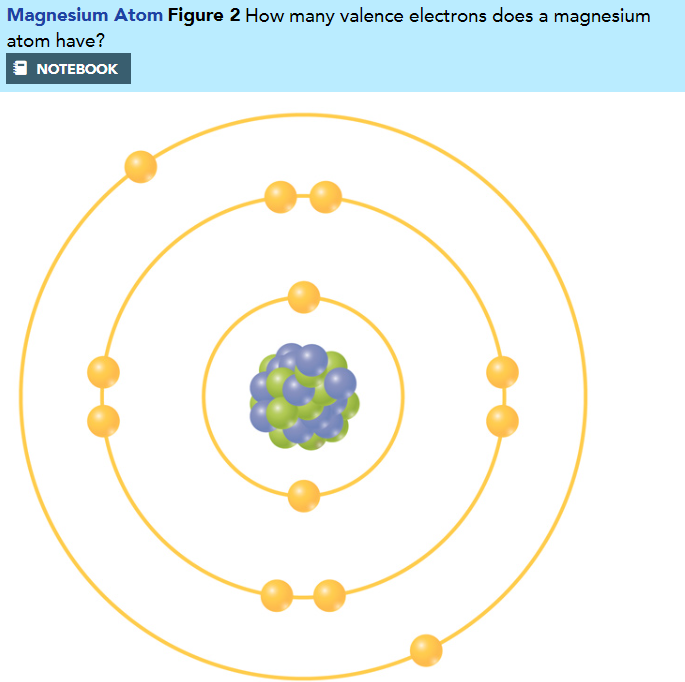 Magnesium Atom Figure 2 How many valence electrons does a magnesium
atom have?
NOTEBOOK